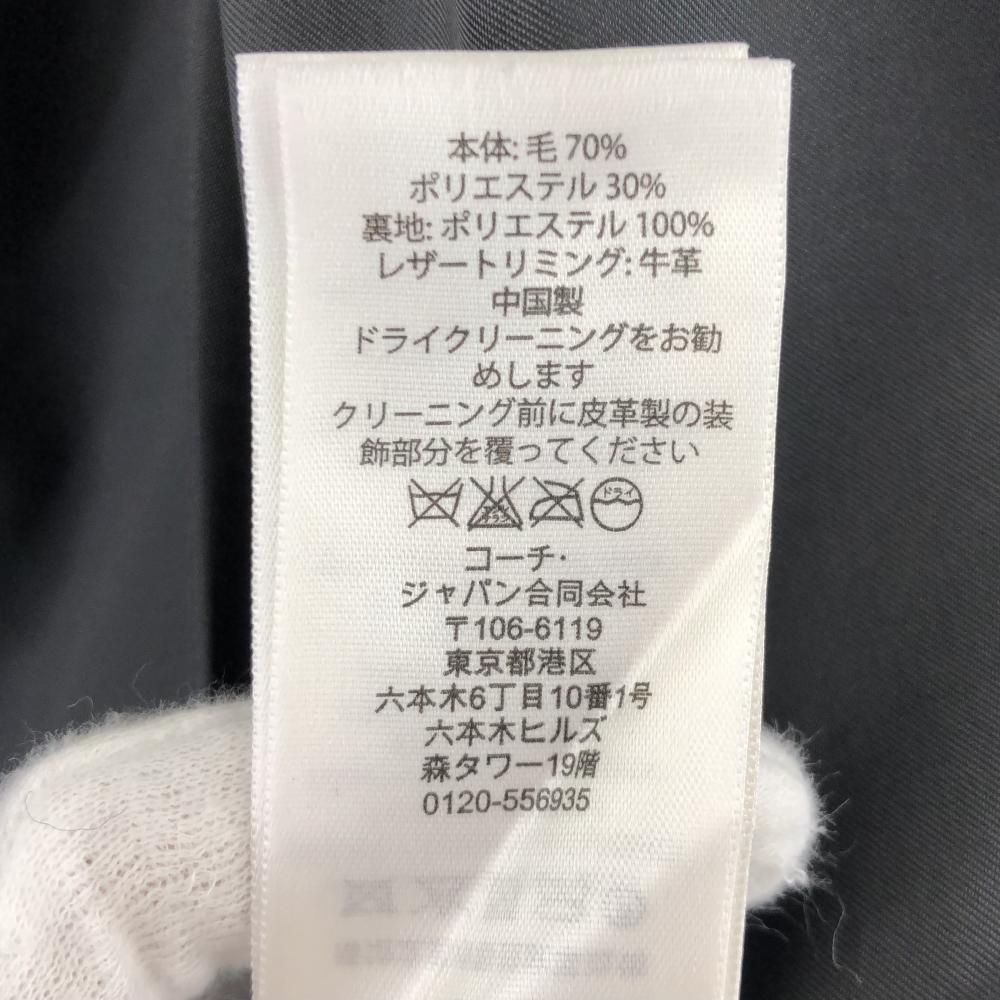 本体: 毛 70%
ポリエステル 30%
裏地: ポリエステル 100%
レザートリミング: 牛革
中国製
ドライクリーニングをお勧
めします
クリーニング前に皮革製の装
飾部分を覆ってください
ドライ
コーチ・
ジャパン合同会社
〒106-6119
東京都港区
六本木6丁目10番1号
六本木ヒルズ
森タワー19階
0120-556935